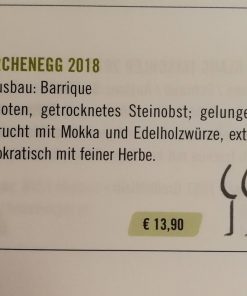 RCHENEGG 2018
usbau: Barrique
oten, getrocknetes Steinobst; gelunge
rucht mit Mokka und Edelholzwürze, ext
okratisch mit feiner Herbe.
€ 13,90